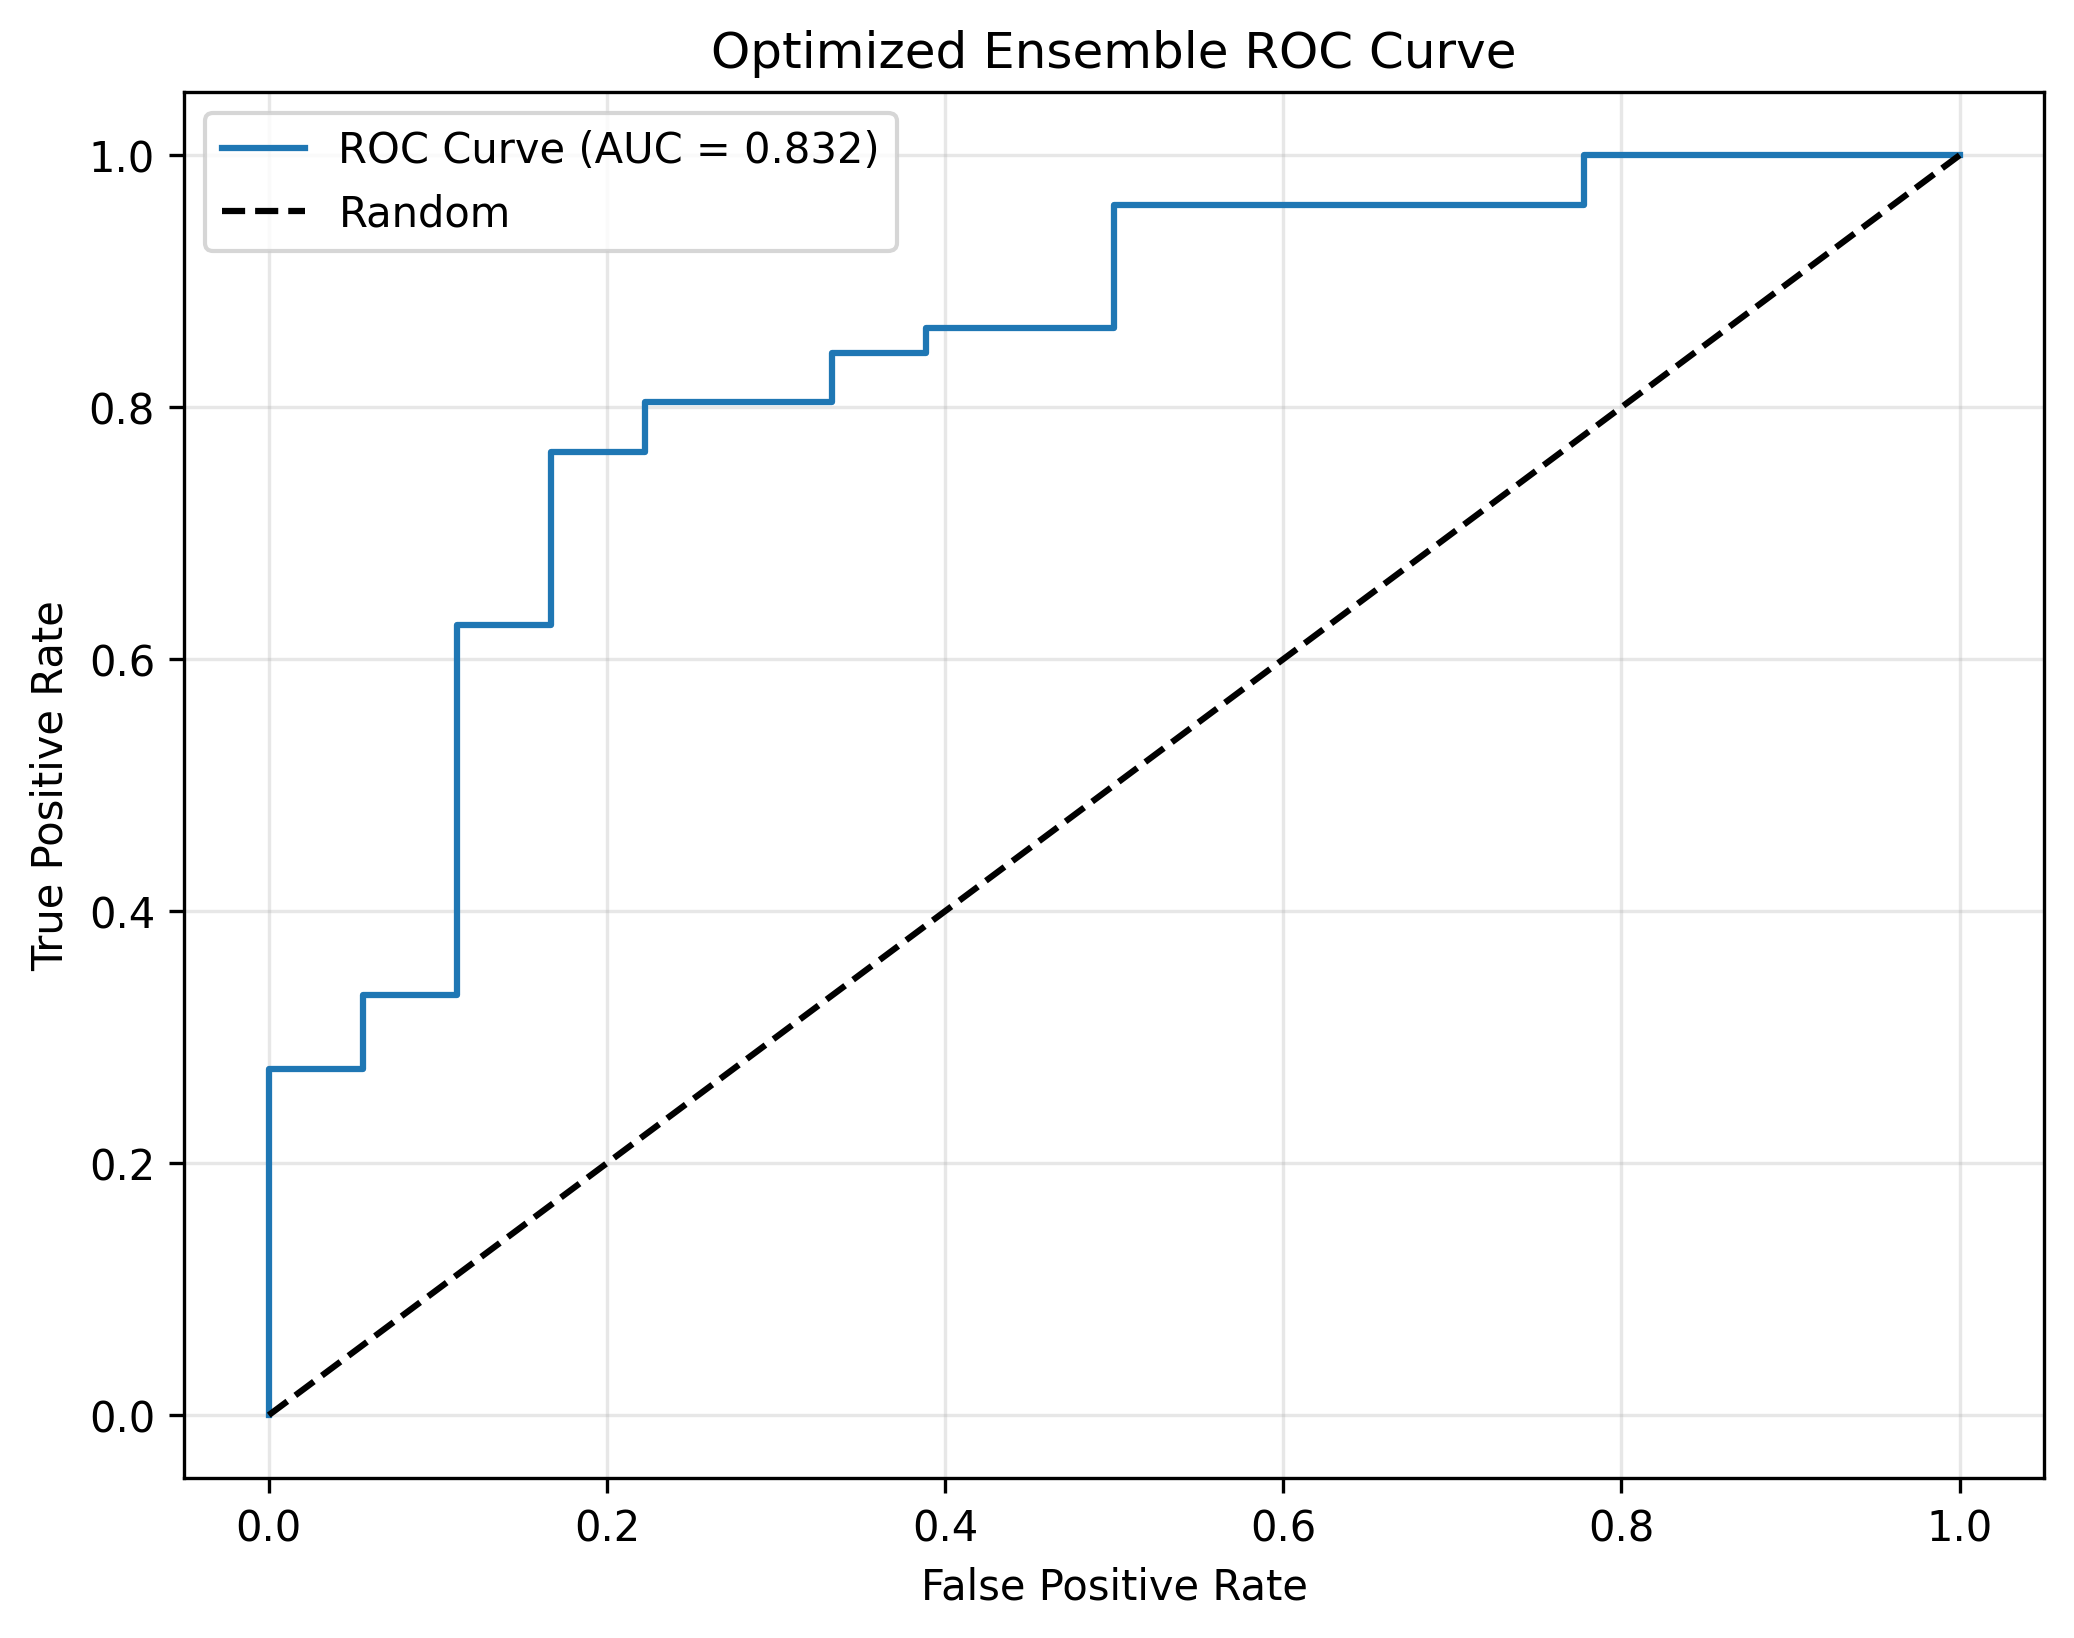 Optimized Ensemble ROC Curve
ROC Curve (AUC = 0.832)
Random
1.0
0.8
0.6
0.4
0.2
0.0
True Positive Rate
0.0 0.2 0.4 0.6 0.8 1.0
False Positive Rate